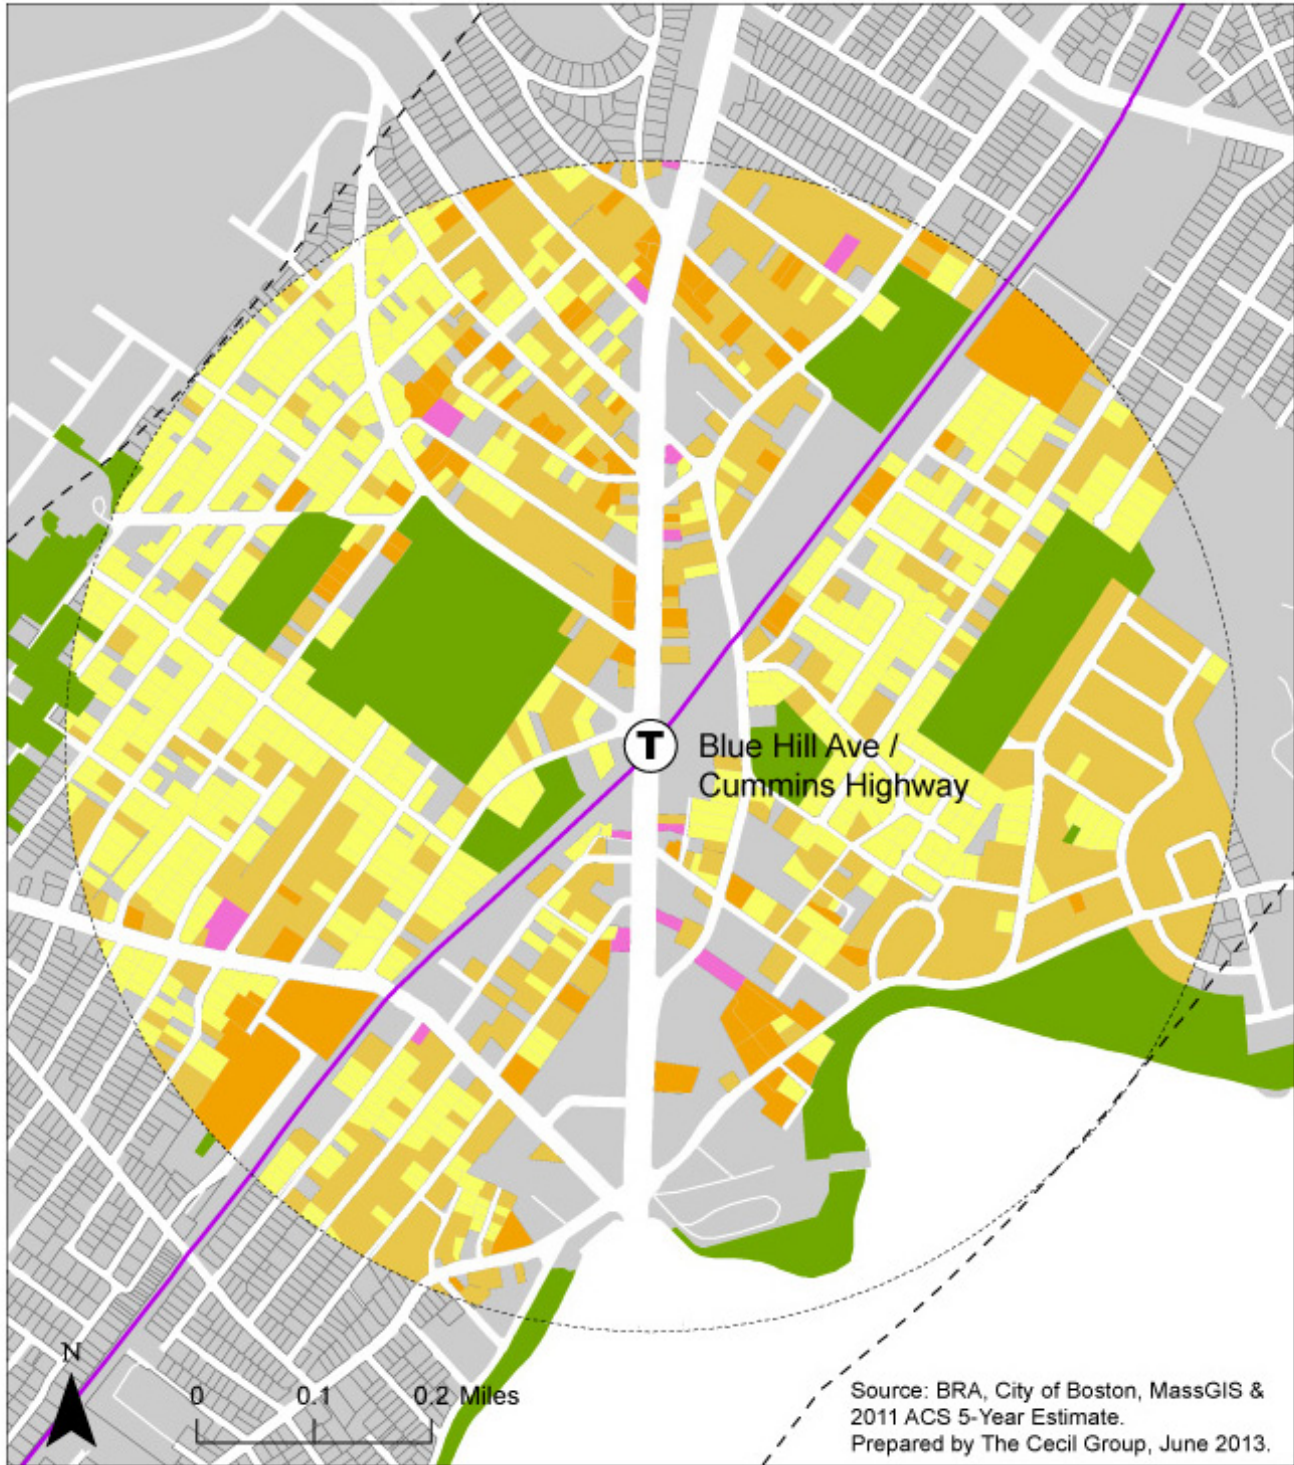 T
Blue Hill Ave /
Cummins Highway
N
0 0.1 0.2 Miles
Source: BRA, City of Boston, MassGIS &
2011 ACS 5-Year Estimate.
Prepared by The Cecil Group, June 2013.